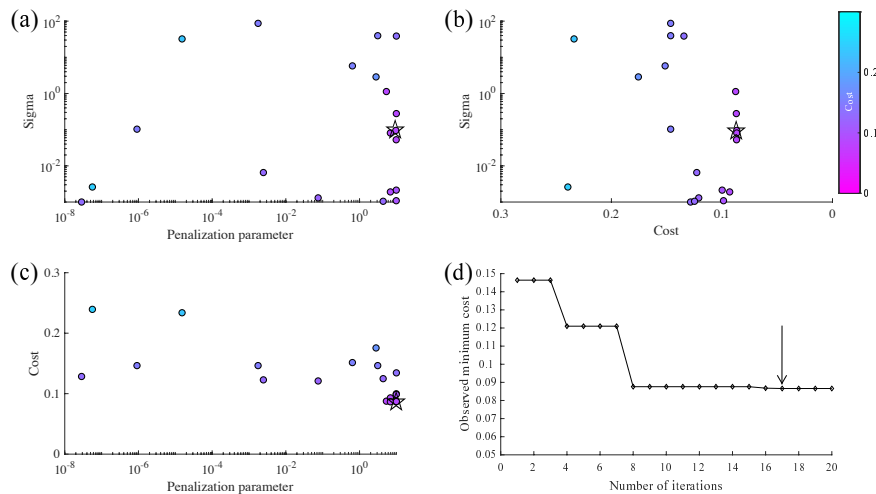 (a)
10^2
10^0
10^-2
Sigma
10^-8 10^-6 10^-4 10^-2 10^0
Penalization parameter
(b)
10^2
10^0
10^-2
Sigma
0.3 0.2 0.1 0
Cost
0.2
0.1
0
Cost
(c)
0.3
0.2
0.1
0
Cost
10^-8 10^-6 10^-4 10^-2 10^0
Penalization parameter
(d)
0.15
0.14
0.13
0.12
0.11
0.10
0.09
0.08
0.07
0.06
0.05
Observed minimum cost
0 2 4 6 8 10 12 14 16 18 20
Number of iterations